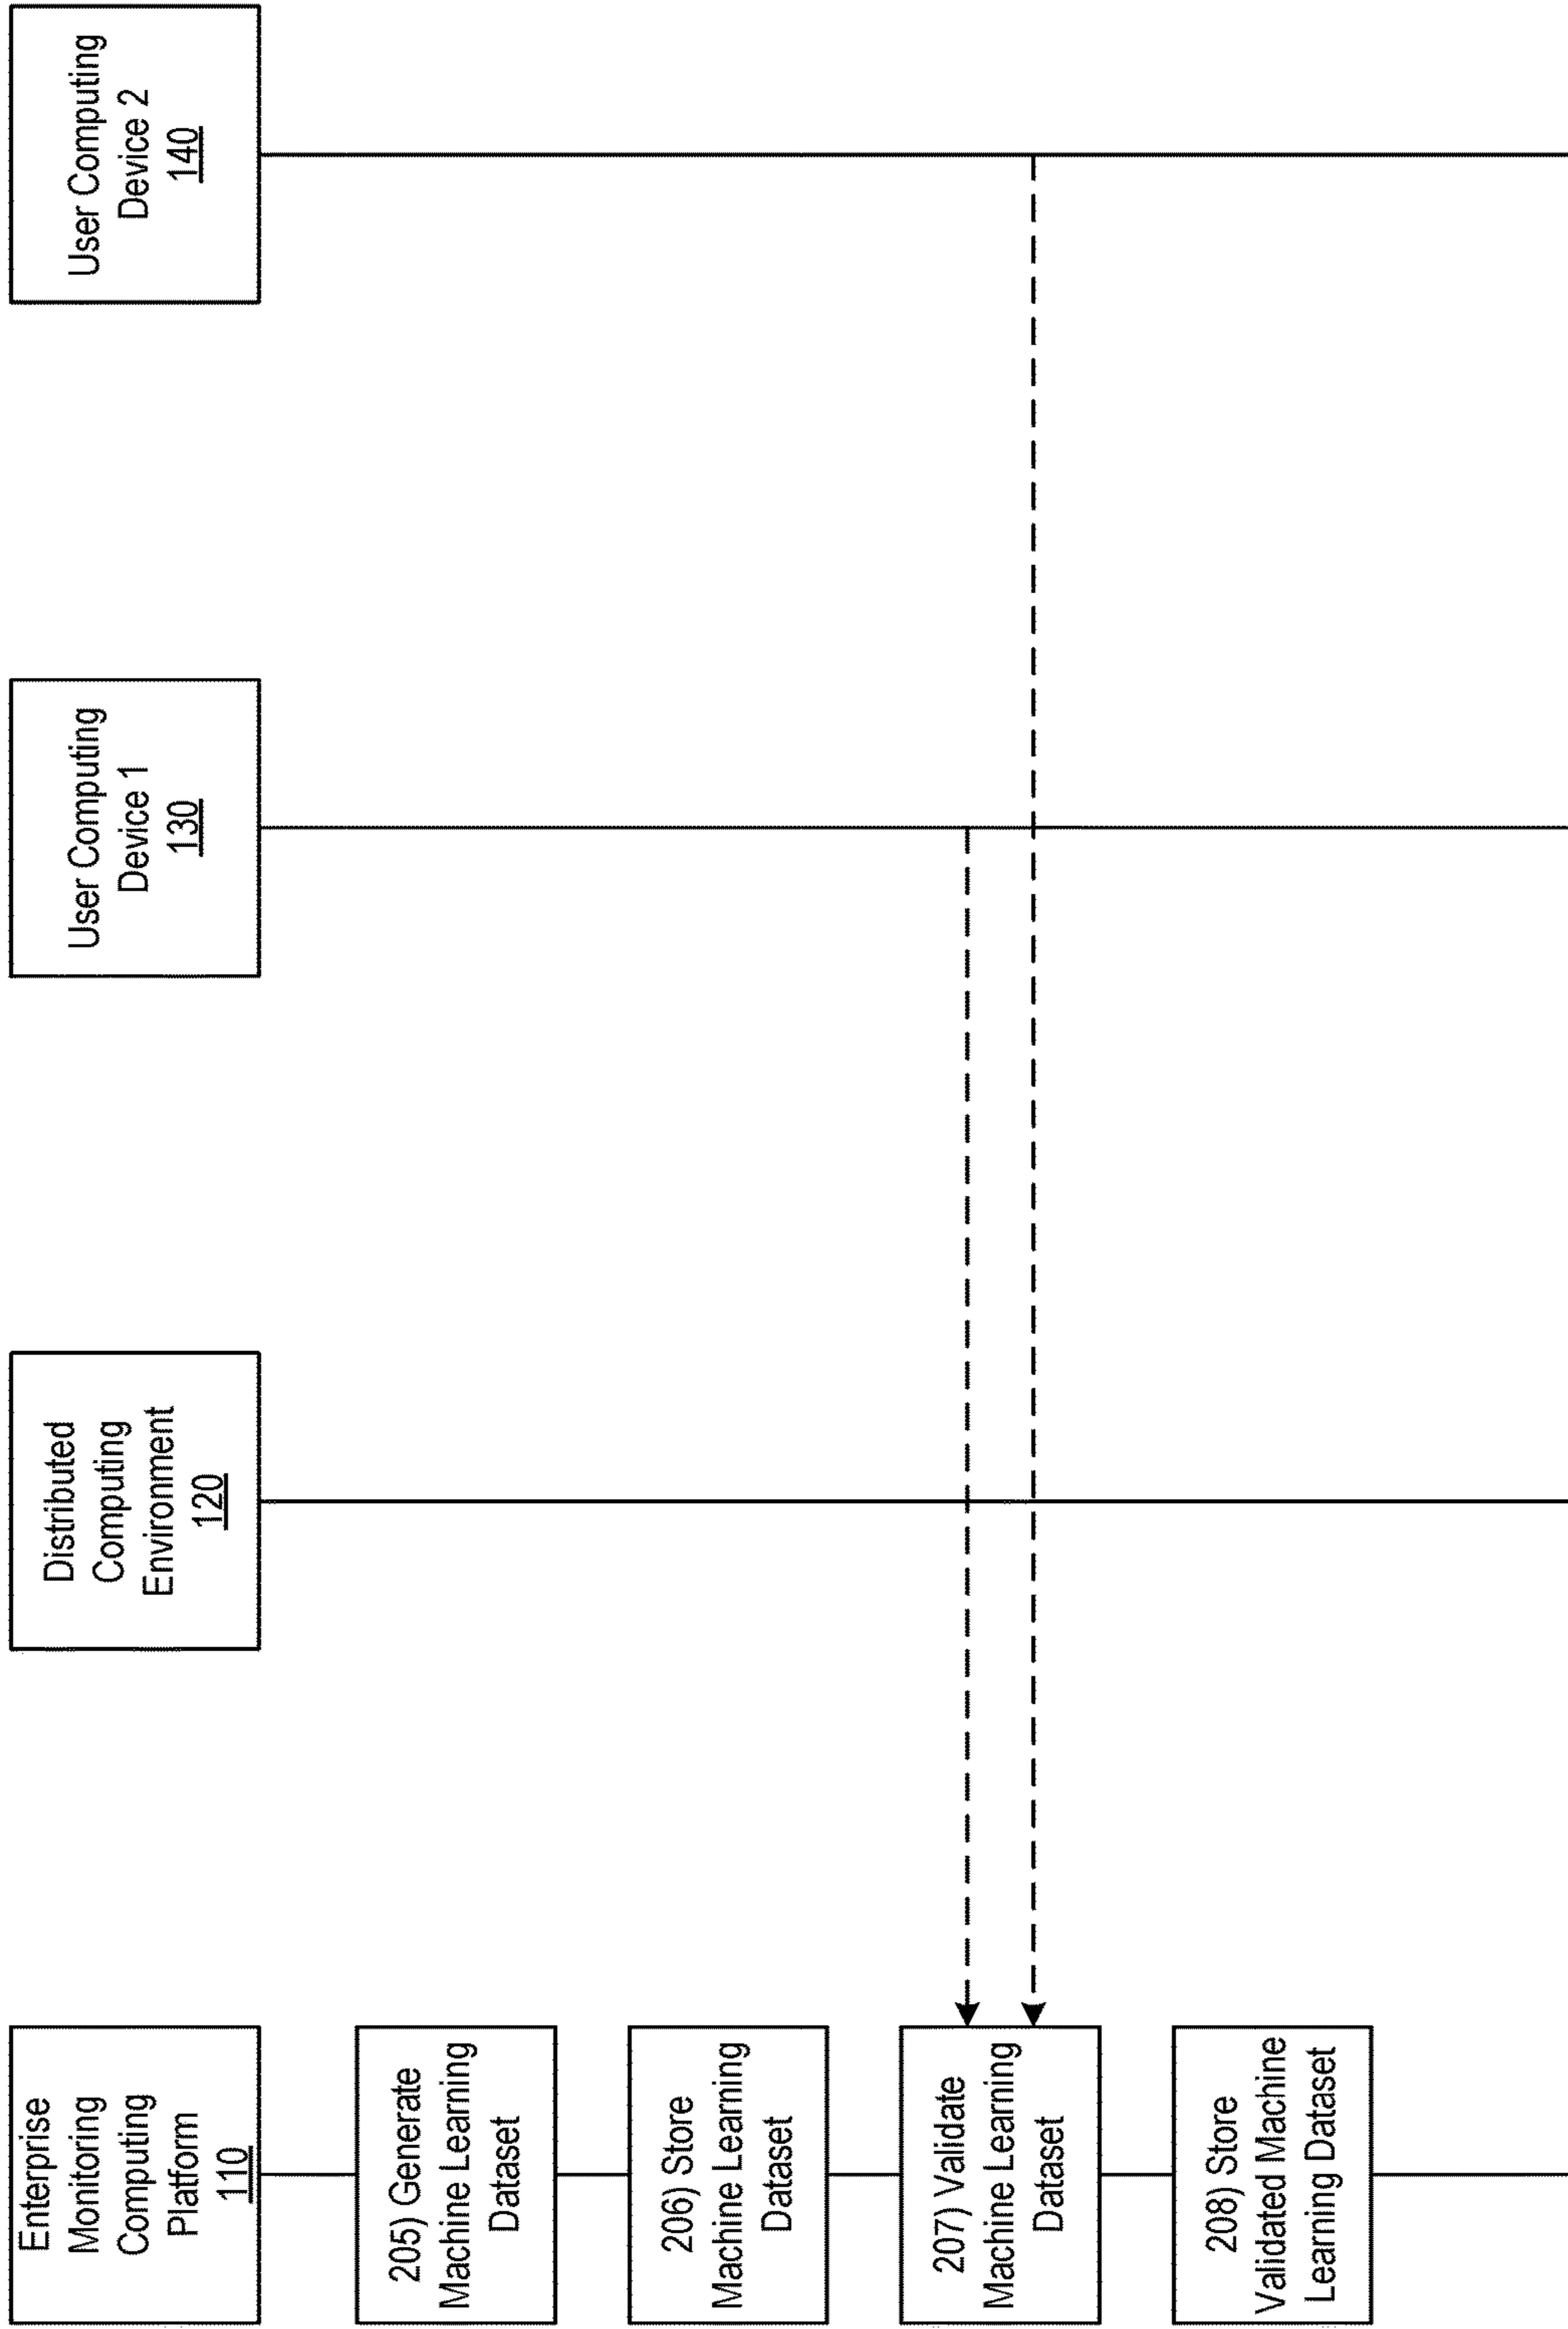 Enterprise
Monitoring
Computing
Platform
110
Distributed
Computing
Environment
120
User Computing
Device 1
130
User Computing
Device 2
140
205) Generate
Machine Learning
Dataset
206) Store
Machine Learning
Dataset
207) Validate
Machine Learning
Dataset
208) Store
Validated Machine
Learning Dataset